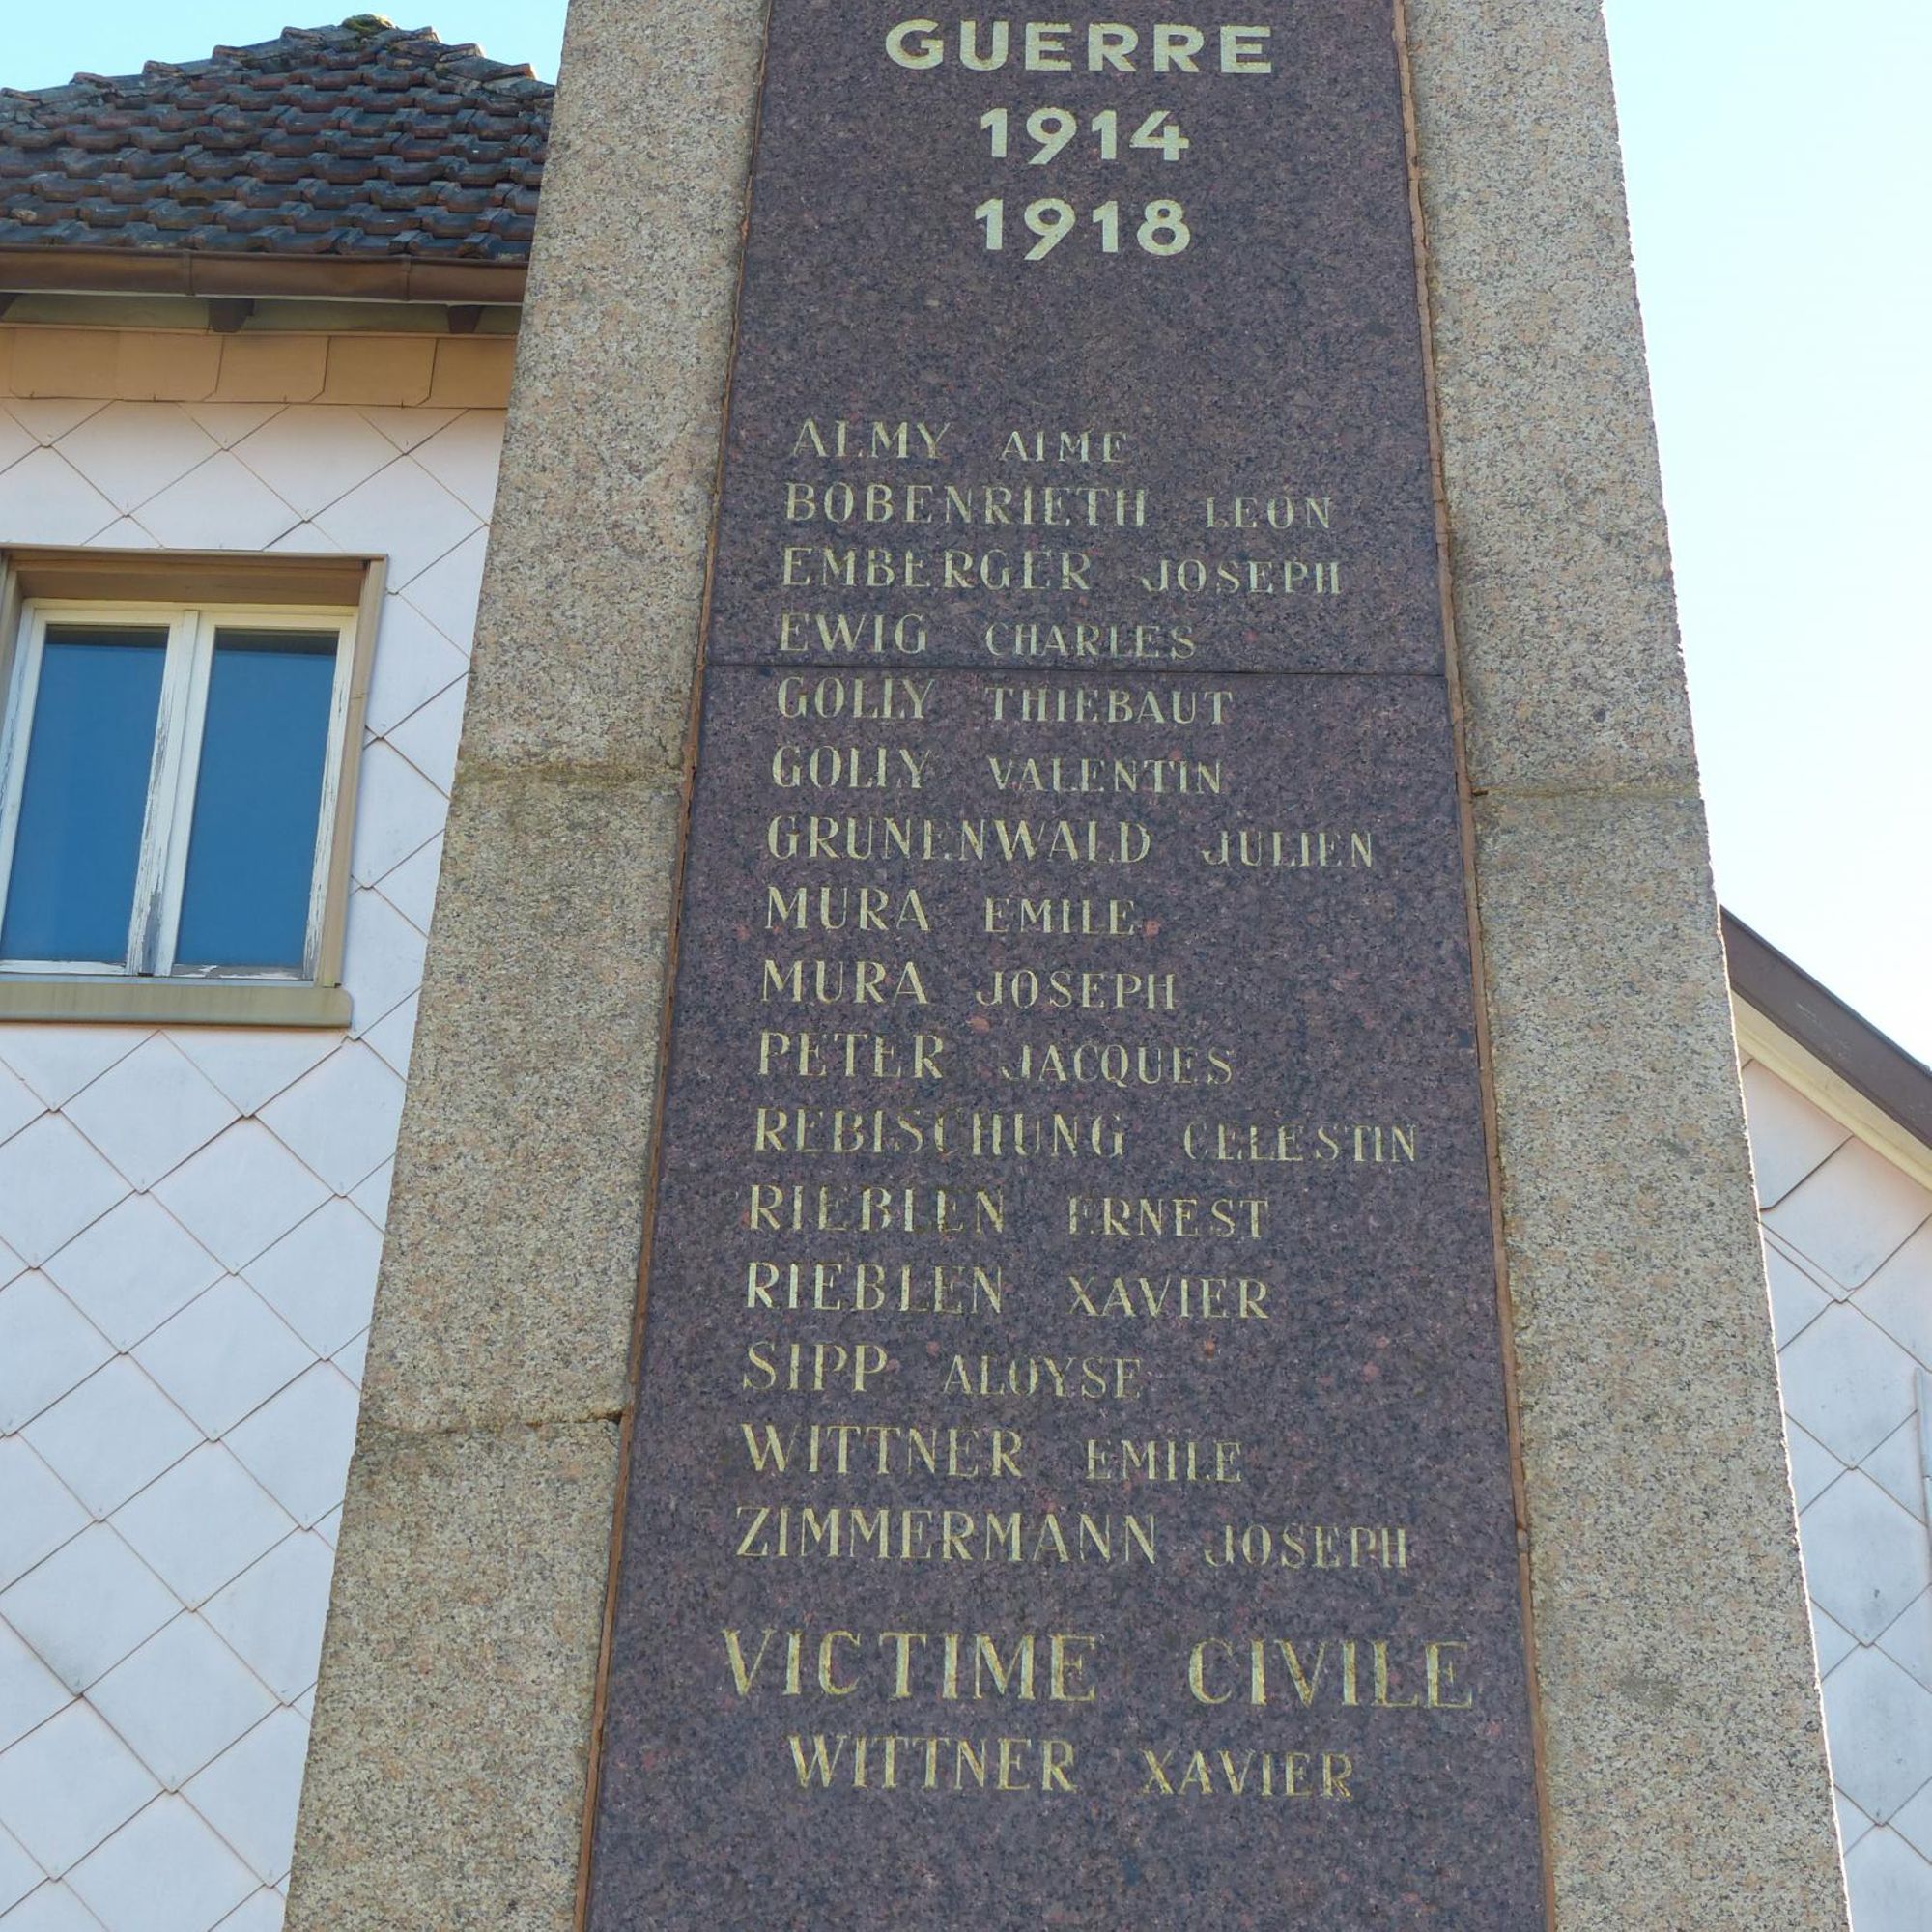 GUERRE
1914
1918
ALMY AIME
BOBENRIETH LEON
EMBERGER JOSEPH
EWIG CHARLES
GOLLY THIEBAUT
GOLLY VALENTIN
GRUNENWALD JULIEN
MURA EMILE
MURA JOSEPH
PETER JACQUES
REBISCHUNG CELESTIN
RIEBLEN ERNEST
RIEBLEN XAVIER
SIPP ALOYSE
WITTNER EMILE
ZIMMERMANN JOSEPH
VICTIME CIVILE
WITTNER XAVIER